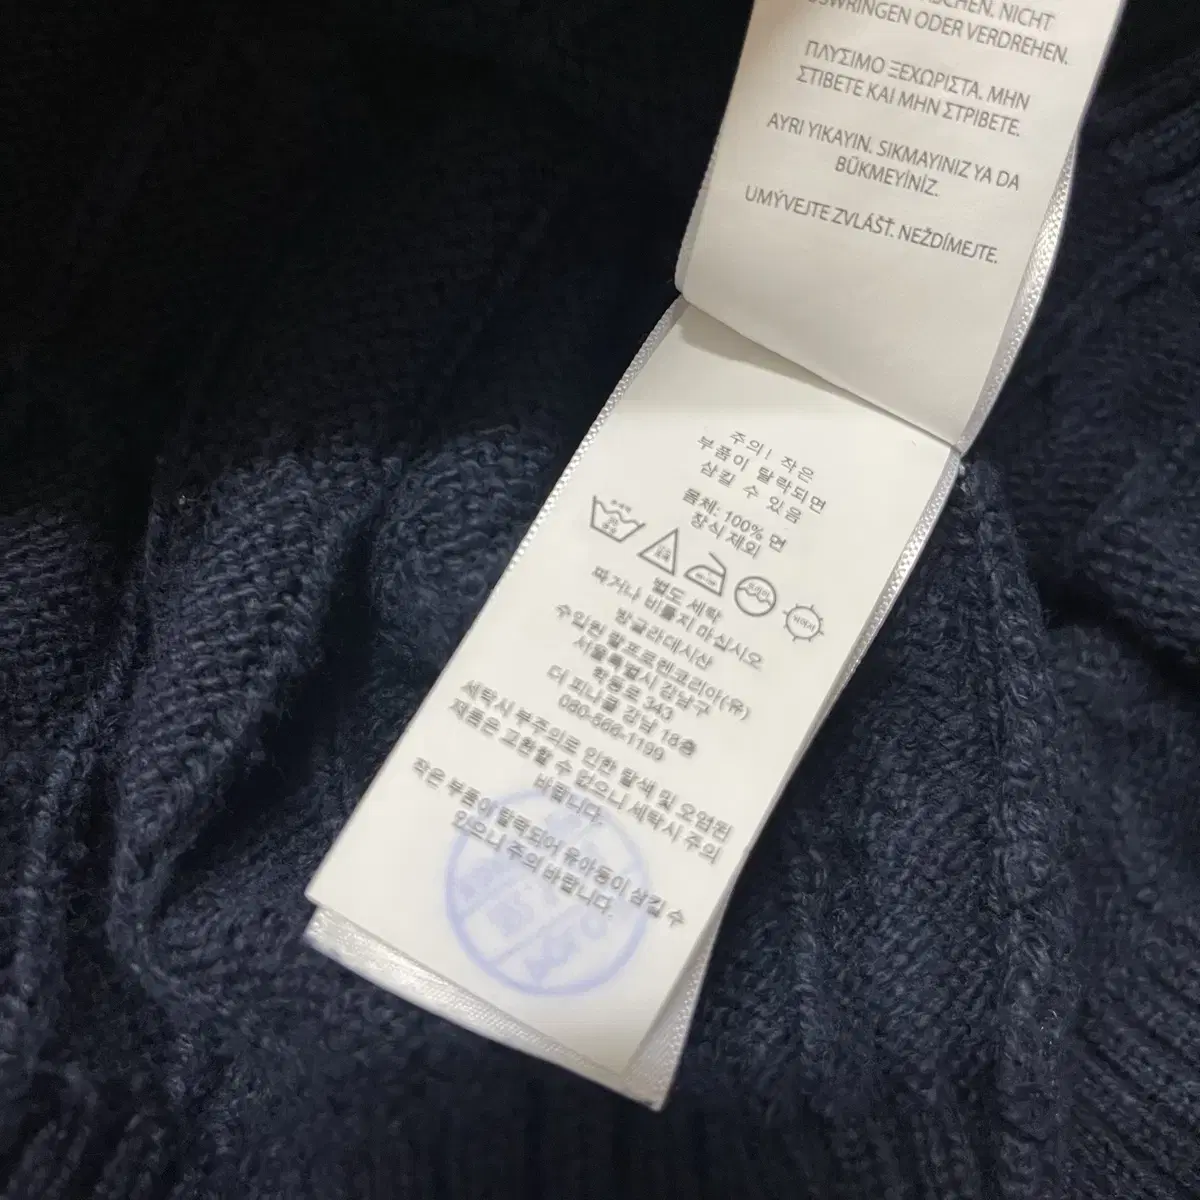 NICHT
ODER VERDREHEN.
ΠΛΥΣΙΜΟ ΞΕΧΩΡΙΣΤΑ. ΜΗΝ
ΣΤΙΒΕΤΕ ΚΑΙ ΜΗΝ ΣΤΡΙΒΕΤΕ.
AYRI YIKAYIN. SIKMAYINIZ YA DA
BÜKMEYİNİZ.
UMÝVEJTE ZVLÁŠŤ. NEŽDÍMEJTE.
주의! 작은
부품이 탈락되면
삼킬 수 있음
몸체: 100% 면
장식 제외
별도 세탁
짜거나 비틀지 마십시오
방글라데시산
수입원 랄프로렌코리아(유)
서울특별시 강남구
학동로 343
더 피나클 강남 18층
080-566-1199
세탁시 부주의로 인한 탈색 및 오염된
제품은 교환할 수 없으니 세탁시 주의
바랍니다.
작은 부품이 탈락되어 유아동이 삼킬 수
있으니 주의 바랍니다.